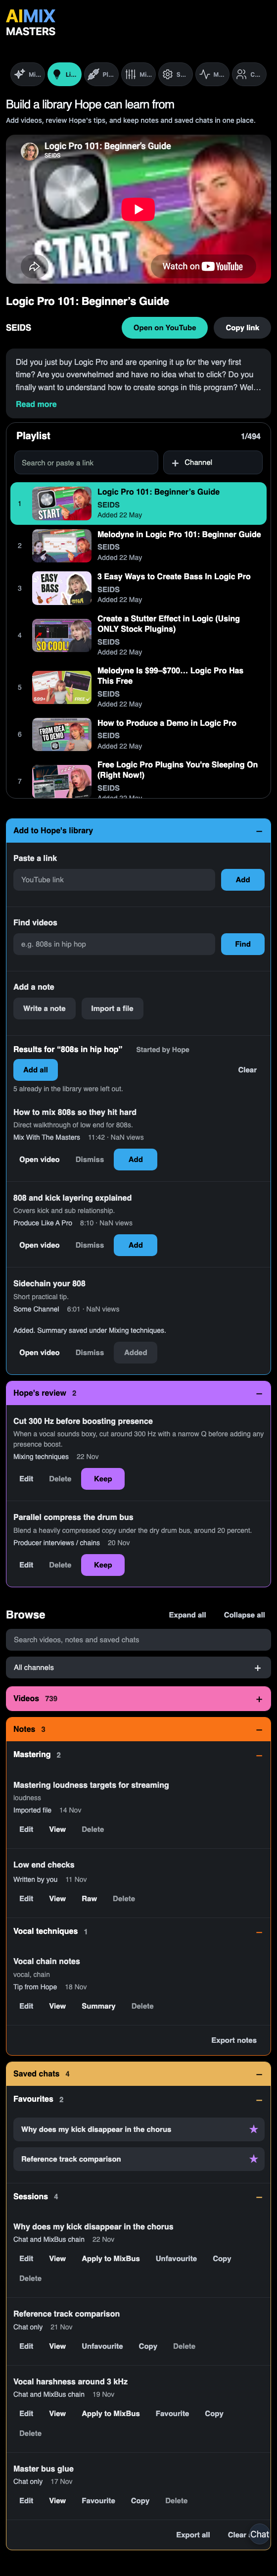 AIMIX
MASTERS
Mi...
Li...
Pl...
Mi...
S...
M...
C...
Build a library Hope can learn from
Add videos, review Hope's tips, and keep notes and saved chats in one place.
Logic Pro 101: Beginner's Guide
SEIDS
START
Watch on YouTube
Logic Pro 101: Beginner's Guide
SEIDS
Open on YouTube
Copy link
Did you just buy Logic Pro and are opening it up for the very first
time? Are you overwhelmed and have no idea what to click? Do you
finally want to understand how to create songs in this program? Wel...
Read more
Playlist
1/494
Search or paste a link
+ Channel
1
START
Logic Pro 101: Beginner's Guide
SEIDS
Added 22 May
2
Melodyne in Logic Pro 101: Beginner Guide
SEIDS
Added 22 May
3
EASY
BASS
3 Easy Ways to Create Bass In Logic Pro
SEIDS
Added 22 May
4
SO COOL!
Create a Stutter Effect in Logic (Using
ONLY Stock Plugins)
SEIDS
Added 22 May
5
Melodyne Is $99–$700... Logic Pro Has
This Free
SEIDS
Added 22 May
6
FROM IDEA
TO DEMO
How to Produce a Demo in Logic Pro
SEIDS
Added 22 May
7
Free Logic Pro Plugins You're Sleeping On
(Right Now!)
SEIDS
Added 22 May
Add to Hope's library
Paste a link
YouTube link
Add
Find videos
e.g. 808s in hip hop
Find
Add a note
Write a note
Import a file
Results for “808s in hip hop”
Started by Hope
Add all
Clear
5 already in the library were left out.
How to mix 808s so they hit hard
Direct walkthrough of low end for 808s.
Mix With The Masters 11:42 · NaN views
Open video
Dismiss
Add
808 and kick layering explained
Covers kick and sub relationship.
Produce Like A Pro 8:10 · NaN views
Open video
Dismiss
Add
Sidechain your 808
Short practical tip.
Some Channel 6:01 · NaN views
Added. Summary saved under Mixing techniques.
Open video
Dismiss
Added
Hope's review 2
Cut 300 Hz before boosting presence
When a vocal sounds boxy, cut around 300 Hz with a narrow Q before adding any
presence boost.
Mixing techniques 22 Nov
Edit
Delete
Keep
Parallel compress the drum bus
Blend a heavily compressed copy under the dry drum bus, around 20 percent.
Producer interviews / chains 20 Nov
Edit
Delete
Keep
Browse
Expand all
Collapse all
Search videos, notes and saved chats
All channels
Videos 739
Notes 3
Mastering 2
Mastering loudness targets for streaming
loudness
Imported file 14 Nov
Edit
View
Delete
Low end checks
Written by you 11 Nov
Edit
View
Raw
Delete
Vocal techniques 1
Vocal chain notes
vocal, chain
Tip from Hope 18 Nov
Edit
View
Summary
Delete
Export notes
Saved chats 4
Favourites 2
Why does my kick disappear in the chorus
Reference track comparison
Sessions 4
Why does my kick disappear in the chorus
Chat and MixBus chain 22 Nov
Edit
View
Apply to MixBus
Unfavourite
Copy
Delete
Reference track comparison
Chat only 21 Nov
Edit
View
Unfavourite
Copy
Delete
Vocal harshness around 3 kHz
Chat and MixBus chain 19 Nov
Edit
View
Apply to MixBus
Favourite
Copy
Delete
Master bus glue
Chat only 17 Nov
Edit
View
Favourite
Copy
Delete
Export all
Clear
Chat